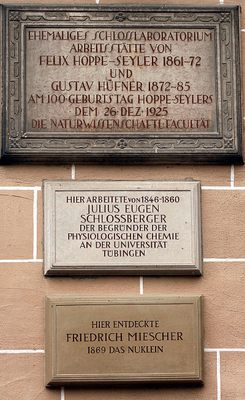 EHEMALIGES SCHLOSSLABORATORIUM
ARBEITSSTÄTTE VON
FELIX HOPPE-SEYLER 1861-72
UND
GUSTAV HÜFNER 1872-85
AM 100 GEBURTSTAG HOPPE-SEYLERS
DEM 26. DEZ. 1925
DIE NATURWISSENSCHAFTL. FACULTÄT
HIER ARBEITETE von 1846-1860
JULIUS EUGEN
SCHLOSSBERGER
DER BEGRÜNDER DER
PHYSIOLOGISCHEN CHEMIE
AN DER UNIVERSITÄT
TÜBINGEN
HIER ENTDECKTE
FRIEDRICH MIESCHER
1869 DAS NUKLEIN